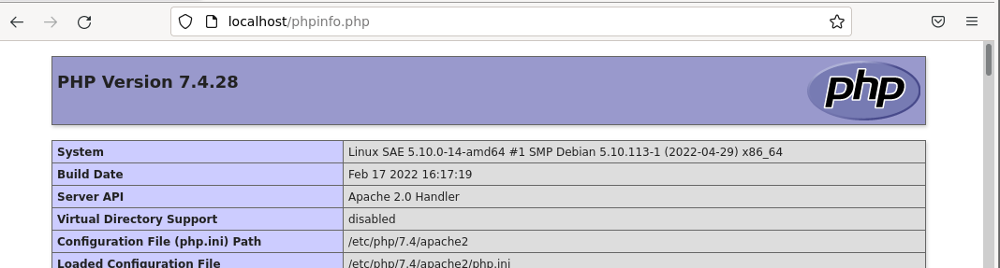 localhost/phpinfo.php
PHP Version 7.4.28
php
System Linux SAE 5.10.0-14-amd64 #1 SMP Debian 5.10.113-1 (2022-04-29) x86_64
Build Date Feb 17 2022 16:17:19
Server API Apache 2.0 Handler
Virtual Directory Support disabled
Configuration File (php.ini) Path /etc/php/7.4/apache2
Loaded Configuration File /etc/php/7.4/apache2/php.ini